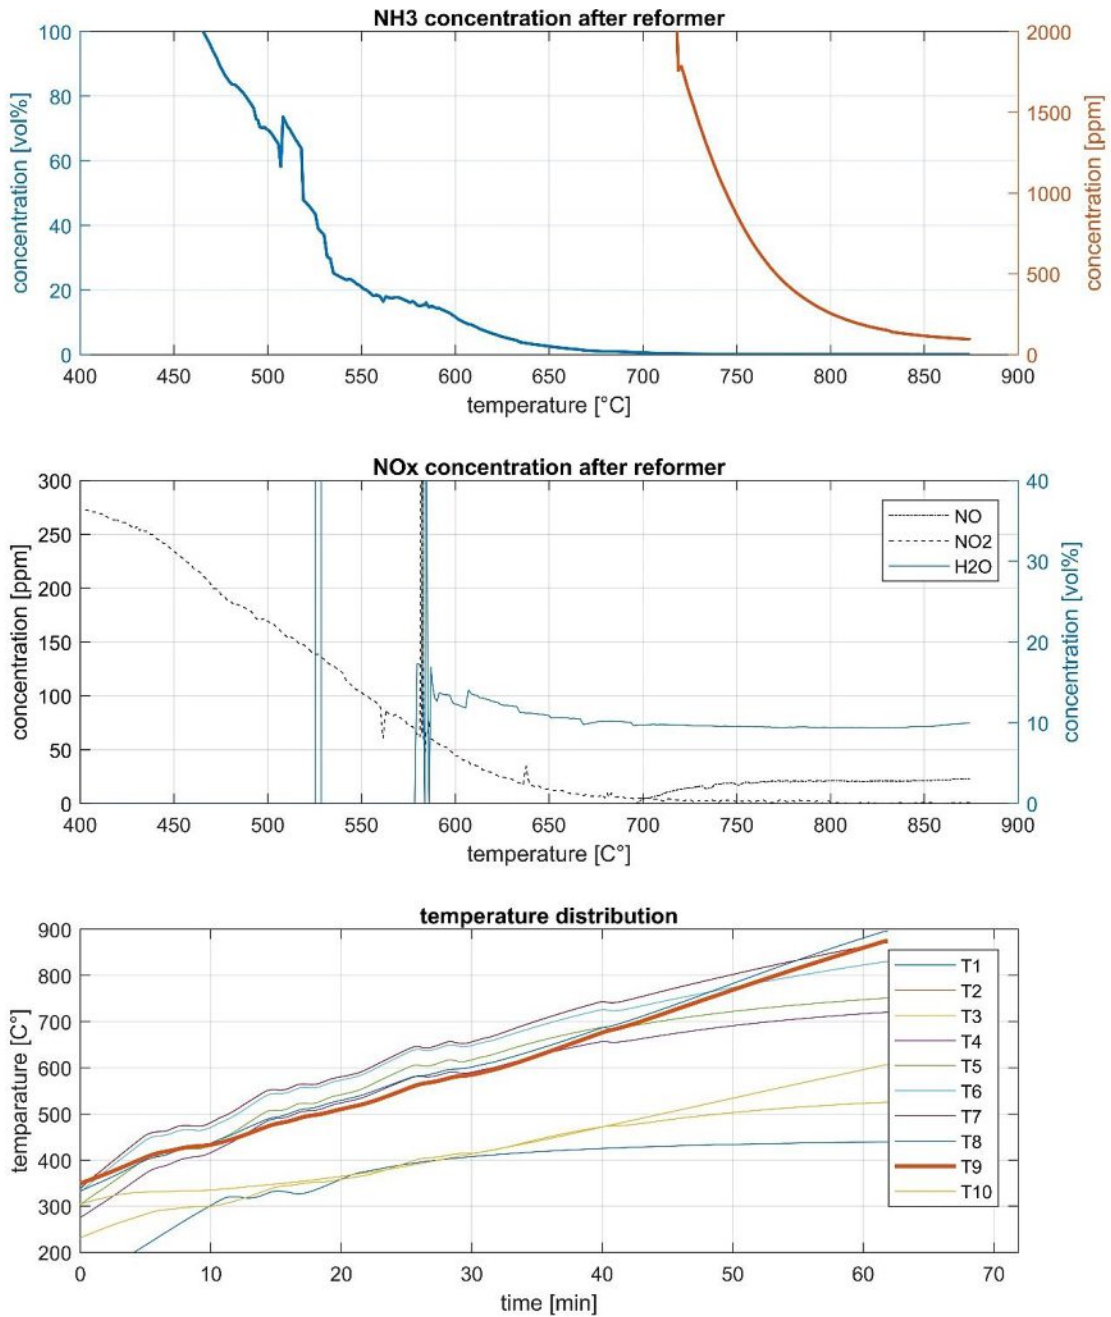 NH3 concentration after reformer
100
80
60
40
20
0
concentration [vol%]
2000
1500
1000
500
0
concentration [ppm]
400 450 500 550 600 650 700 750 800 850 900
temperature [°C]
NOx concentration after reformer
300
250
200
150
100
50
0
concentration [ppm]
NO
NO2
H2O
40
30
20
10
0
concentration [vol%]
400 450 500 550 600 650 700 750 800 850 900
temperature [C°]
temperature distribution
900
800
700
600
500
400
300
200
temparature [C°]
T1
T2
T3
T4
T5
T6
T7
T8
T9
T10
0 10 20 30 40 50 60 70
time [min]